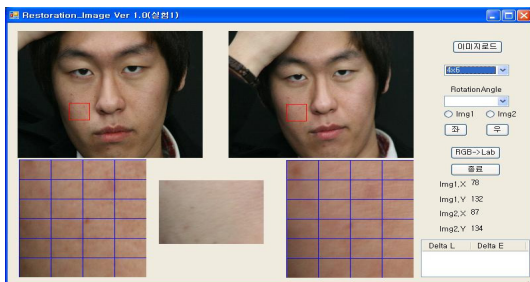 Restoration_Image Ver 1.0(실험1)
이미지로드
4x6
RotationAngle
Img1 Img2
좌 우
RGB->Lab
종료
Img1,X 78
Img1,Y 132
Img2,X 87
Img2,Y 134
Delta L Delta E